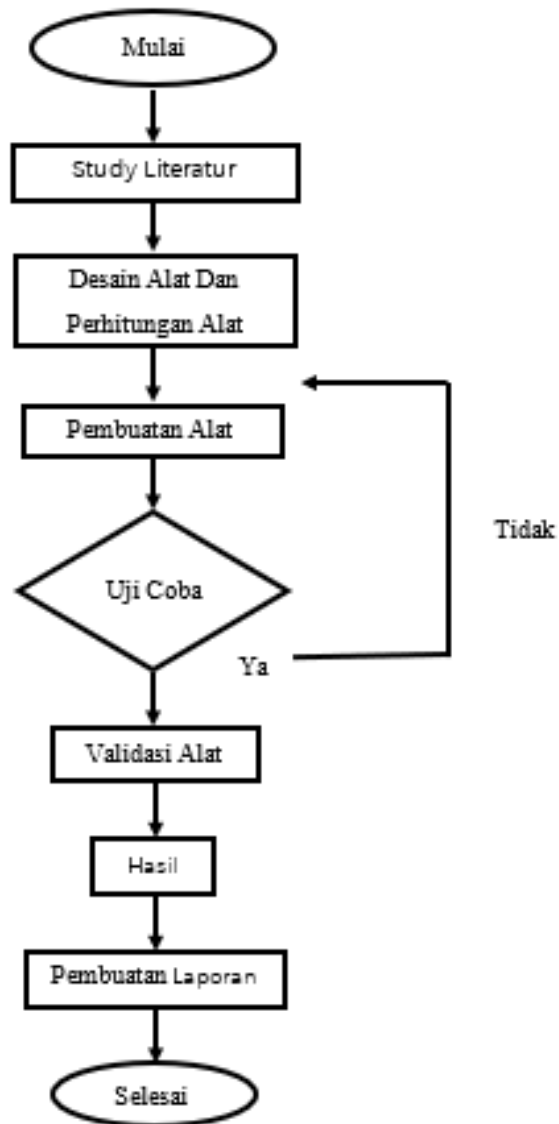 Mulai
Study Literatur
Desain Alat Dan
Perhitungan Alat
Pembuatan Alat
Tidak
Uji Coba
Ya
Validasi Alat
Hasil
Pembuatan Laporan
Selesai